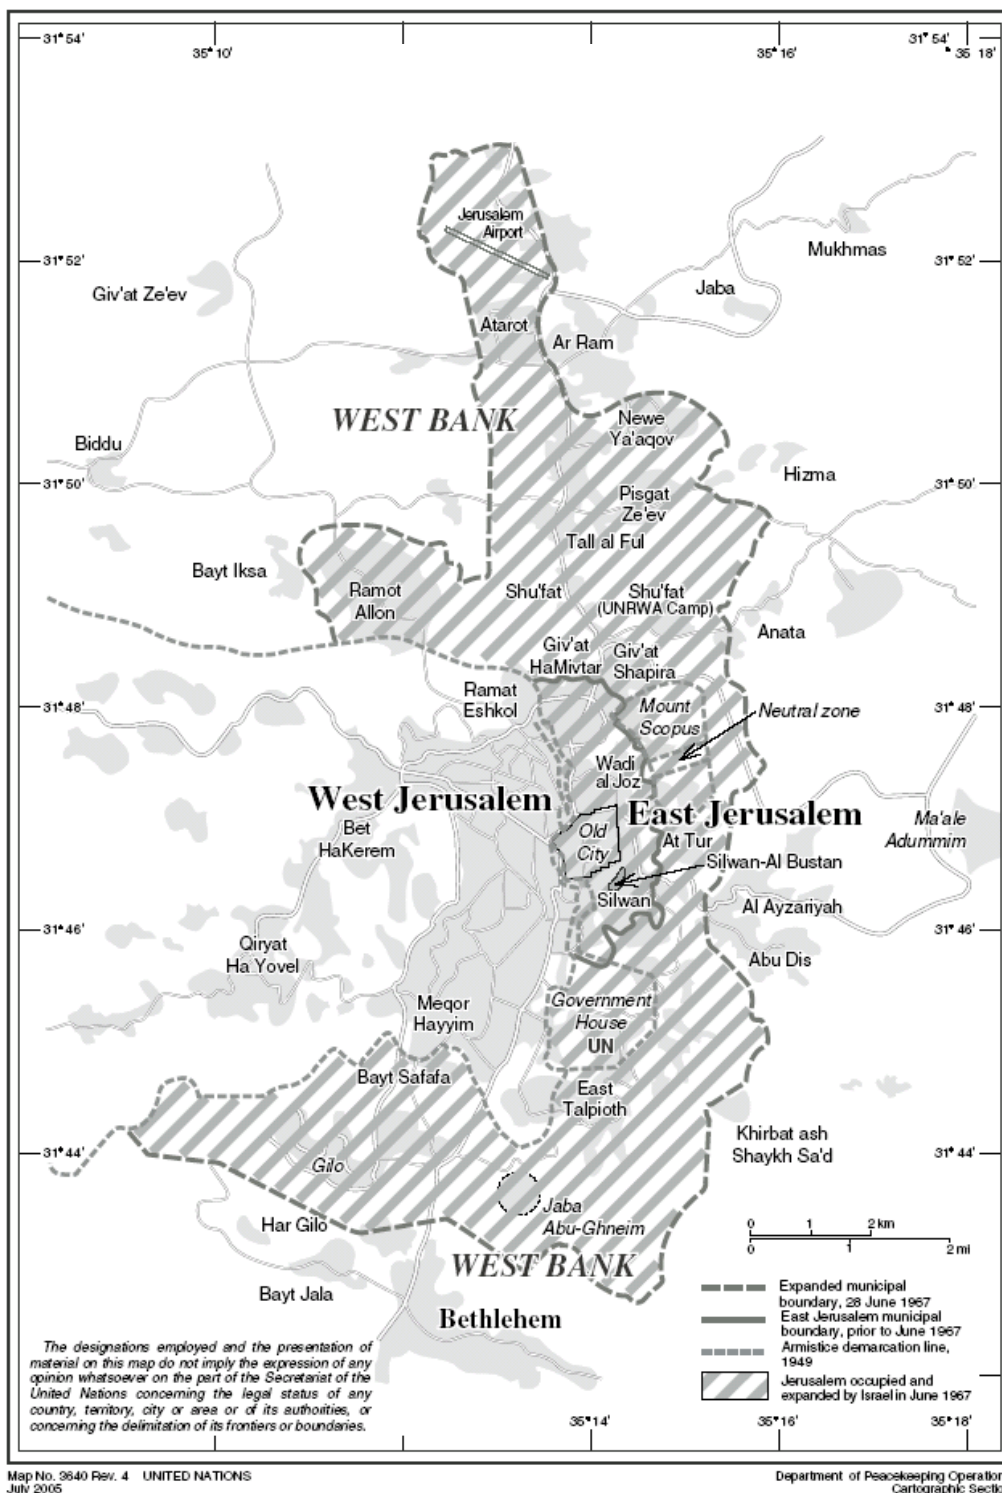 31° 54'
35° 10'
35° 16'
31° 54'
35° 18'
Jerusalem
Airport
Mukhmas
31° 52'
31° 52'
Giv'at Ze'ev
Jaba
Atarot
Ar Ram
WEST BANK
Newe
Ya'aqov
Biddu
Hizma
31° 50'
31° 50'
Pisgat
Ze'ev
Tall al Ful
Bayt Iksa
Ramot
Allon
Shu'fat
Shu'fat
(UNRWA Camp)
Anata
Giv'at
HaMivtar
Giv'at
Shapira
Ramat
Eshkol
31° 48'
31° 48'
Mount
Scopus
Neutral zone
Wadi
al Joz
West Jerusalem
East Jerusalem
Ma'ale
Adummim
Bet
HaKerem
Old
City
At Tur
Silwan-Al Bustan
Silwan
Al Ayzariyah
31° 46'
31° 46'
Qiryat
Ha Yovel
Abu Dis
Meqor
Hayyim
Government
House
UN
Bayt Safafa
East
Talpioth
Khirbat ash
Shaykh Sa'd
31° 44'
31° 44'
Gilo
Jaba
Abu-Ghneim
Har Gilo
0 1 2 km
0 1 2 mi
WEST BANK
Bayt Jala
Bethlehem
Expanded municipal
boundary, 28 June 1967
East Jerusalem municipal
boundary, prior to June 1967
Armistice demarcation line,
1949
Jerusalem occupied and
expanded by Israel in June 1967
The designations employed and the presentation of
material on this map do not imply the expression of any
opinion whatsoever on the part of the Secretariat of the
United Nations concerning the legal status of any
country, territory, city or area or of its authorities, or
concerning the delimitation of its frontiers or boundaries.
35° 14'
35° 16'
35° 18'
Map No. 3640 Rev. 4 UNITED NATIONS
July 2005
Department of Peacekeeping Operation
Cartographic Sectio